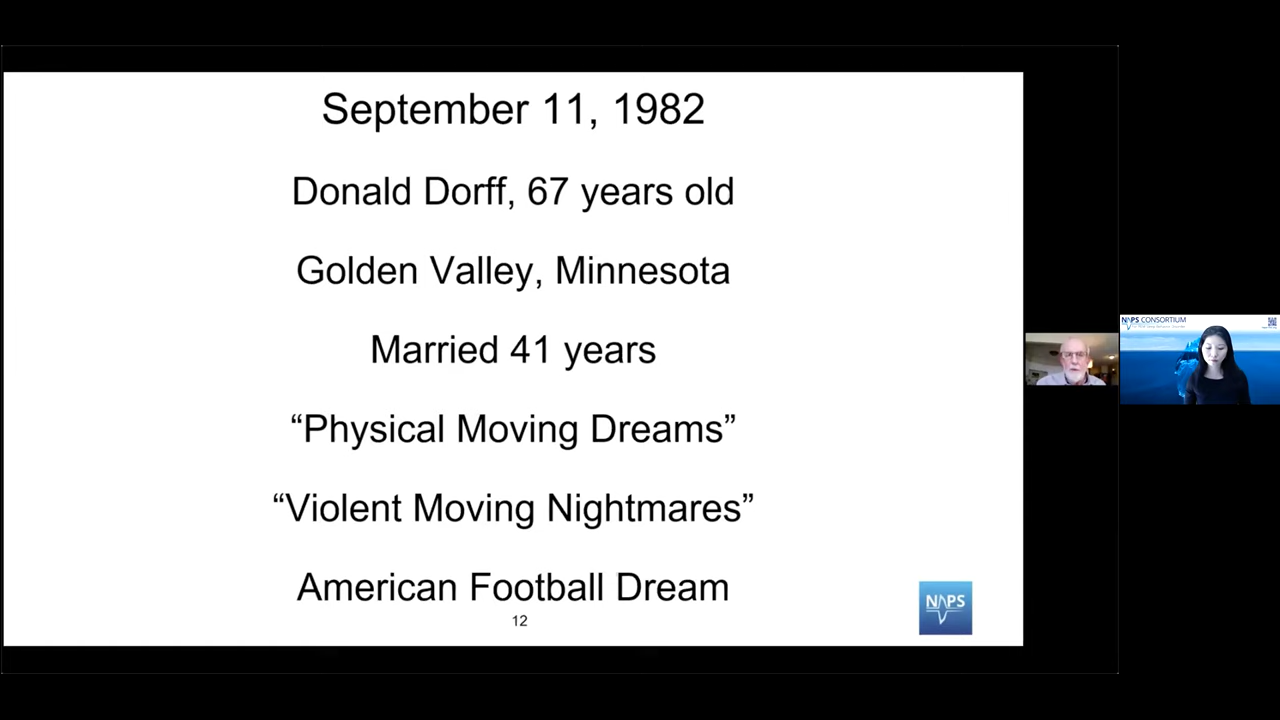 September 11, 1982
Donald Dorff, 67 years old
Golden Valley, Minnesota
Married 41 years
“Physical Moving Dreams”
“Violent Moving Nightmares”
American Football Dream
12
NAPS
NAPS CONSORTIUM